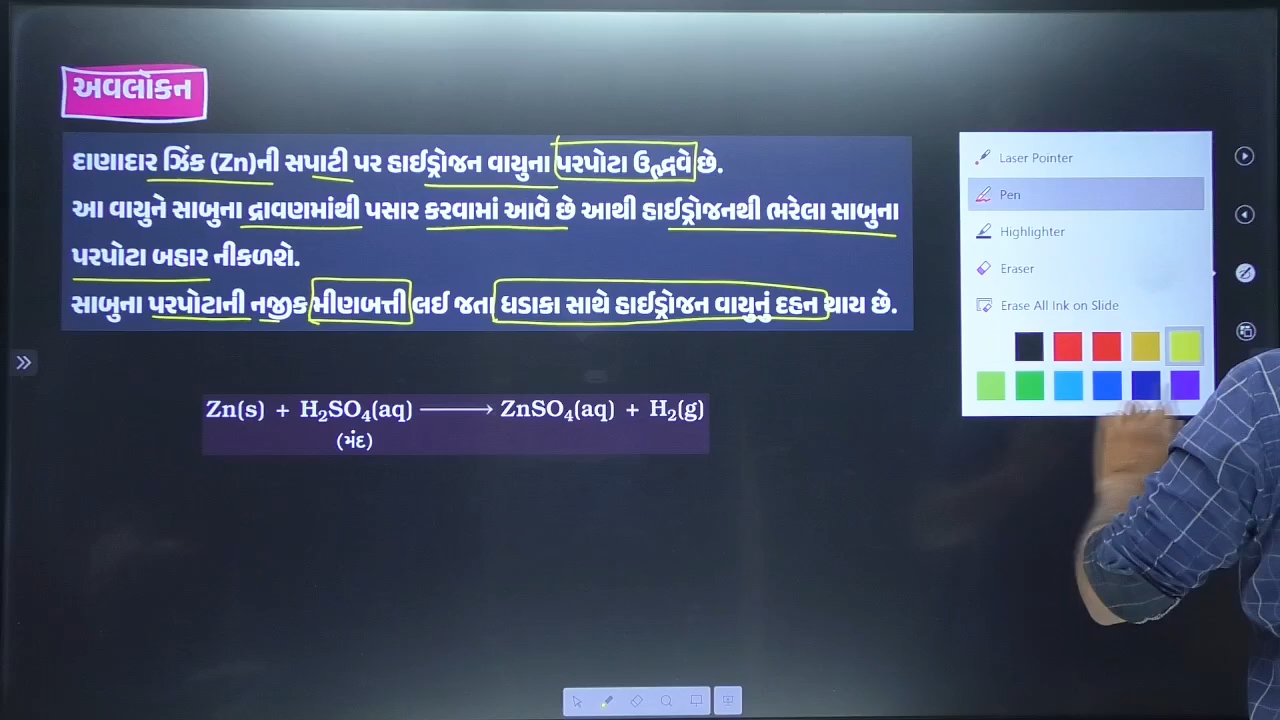 અવલોકન
દાણાદાર ઝિંક (Zn)ની સપાટી પર હાઈડ્રોજન વાયુના પરપોટા ઉદ્ભવે છે.
આ વાયુને સાબુના દ્રાવણમાંથી પસાર કરવામાં આવે છે આથી હાઈડ્રોજનથી ભરેલા સાબુના
પરપોટા બહાર નીકળશે.
સાબુના પરપોટાની નજીક મીણબત્તી લઈ જતા ધડાકા સાથે હાઈડ્રોજન વાયુનું દહન થાય છે.
Zn(s) + H₂SO₄(aq) ⟶ ZnSO₄(aq) + H₂(g)
(મંદ)
Laser Pointer
Pen
Highlighter
Eraser
Erase All Ink on Slide